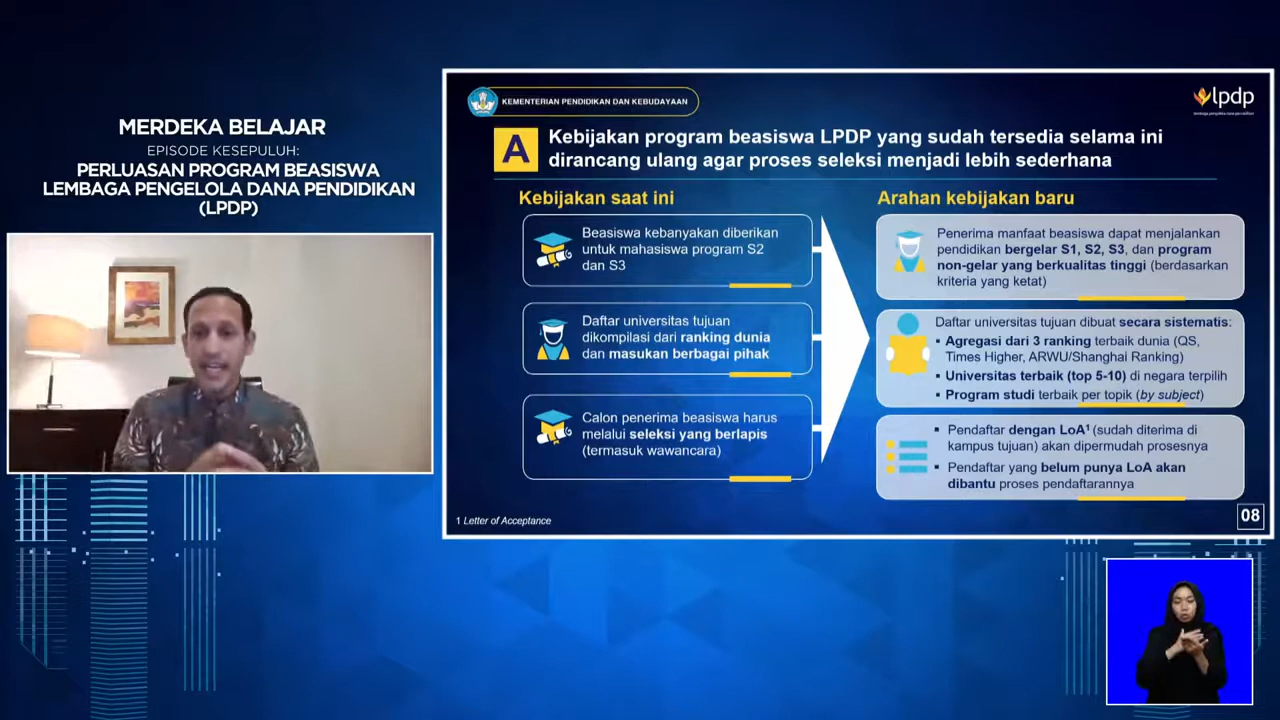 MERDEKA BELAJAR
EPISODE KESEPULUH:
PERLUASAN PROGRAM BEASISWA
LEMBAGA PENGELOLA DANA PENDIDIKAN
(LPDP)
KEMENTERIAN PENDIDIKAN DAN KEBUDAYAAN
lpdp
lembaga pengelola dana pendidikan
A
Kebijakan program beasiswa LPDP yang sudah tersedia selama ini
dirancang ulang agar proses seleksi menjadi lebih sederhana
Kebijakan saat ini
Beasiswa kebanyakan diberikan
untuk mahasiswa program S2
dan S3
Daftar universitas tujuan
dikompilasi dari ranking dunia
dan masukan berbagai pihak
Calon penerima beasiswa harus
melalui seleksi yang berlapis
(termasuk wawancara)
Arahan kebijakan baru
Penerima manfaat beasiswa dapat menjalankan
pendidikan bergelar S1, S2, S3, dan program
non-gelar yang berkualitas tinggi (berdasarkan
kriteria yang ketat)
Daftar universitas tujuan dibuat secara sistematis:
▪ Agregasi dari 3 ranking terbaik dunia (QS,
Times Higher, ARWU/Shanghai Ranking)
▪ Universitas terbaik (top 5-10) di negara terpilih
▪ Program studi terbaik per topik (by subject)
▪ Pendaftar dengan LoA¹ (sudah diterima di
kampus tujuan) akan dipermudah prosesnya
▪ Pendaftar yang belum punya LoA akan
dibantu proses pendaftarannya
1 Letter of Acceptance
08